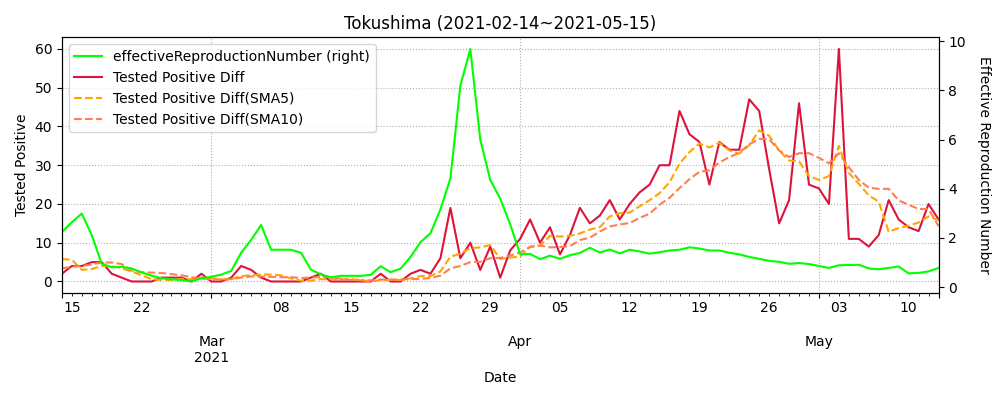 Tokushima (2021-02-14~2021-05-15)
effectiveReproductionNumber (right)
Tested Positive Diff
Tested Positive Diff(SMA5)
Tested Positive Diff(SMA10)
Tested Positive
60
50
40
30
20
10
0
Effective Reproduction Number
10
8
6
4
2
0
15 22 08 15 22 29 05 12 19 26 03 10
Mar Apr May
2021
Date